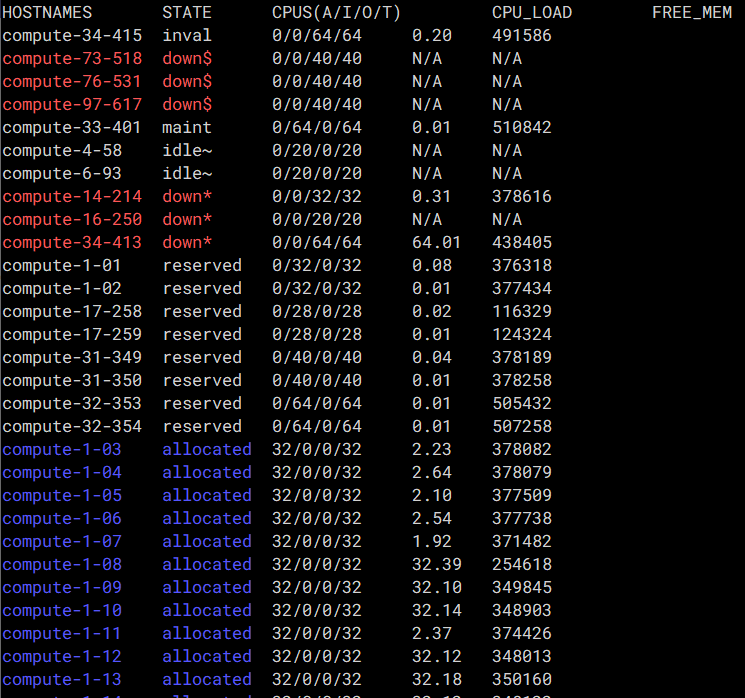 HOSTNAMES STATE CPUS(A/I/O/T) CPU_LOAD FREE_MEM
compute-34-415 inval 0/0/64/64 0.20 491586
compute-73-518 down$ 0/0/40/40 N/A N/A
compute-76-531 down$ 0/0/40/40 N/A N/A
compute-97-617 down$ 0/0/40/40 N/A N/A
compute-33-401 maint 0/64/0/64 0.01 510842
compute-4-58 idle~ 0/20/0/20 N/A N/A
compute-6-93 idle~ 0/20/0/20 N/A N/A
compute-14-214 down* 0/0/32/32 0.31 378616
compute-16-250 down* 0/0/20/20 N/A N/A
compute-34-413 down* 0/0/64/64 64.01 438405
compute-1-01 reserved 0/32/0/32 0.08 376318
compute-1-02 reserved 0/32/0/32 0.01 377434
compute-17-258 reserved 0/28/0/28 0.02 116329
compute-17-259 reserved 0/28/0/28 0.01 124324
compute-31-349 reserved 0/40/0/40 0.04 378189
compute-31-350 reserved 0/40/0/40 0.01 378258
compute-32-353 reserved 0/64/0/64 0.01 505432
compute-32-354 reserved 0/64/0/64 0.01 507258
compute-1-03 allocated 32/0/0/32 2.23 378082
compute-1-04 allocated 32/0/0/32 2.64 378079
compute-1-05 allocated 32/0/0/32 2.10 377509
compute-1-06 allocated 32/0/0/32 2.54 377738
compute-1-07 allocated 32/0/0/32 1.92 371482
compute-1-08 allocated 32/0/0/32 32.39 254618
compute-1-09 allocated 32/0/0/32 32.10 349845
compute-1-10 allocated 32/0/0/32 32.14 348903
compute-1-11 allocated 32/0/0/32 2.37 374426
compute-1-12 allocated 32/0/0/32 32.12 348013
compute-1-13 allocated 32/0/0/32 32.18 350160
compute-1-14 allocated 32/0/0/32